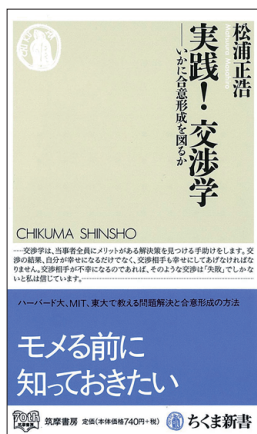 松浦正浩
実践！交渉学
——いかに合意形成を図るか
CHIKUMA SHINSHO
……交渉学は、当事者全員にメリットがある解決策を見つける手助けをします。交
渉の結果、自分が幸せになるだけでなく、交渉相手も幸せにしてあげなければな
りません。交渉相手が不幸になるのであれば、そのような交渉は「失敗」でしかな
いと私は信じています。……
ハーバード大、MIT、東大で教える問題解決と合意形成の方法
モメる前に
知っておきたい
70th
筑摩書房 定価（本体価格740円+税）
ちくま新書